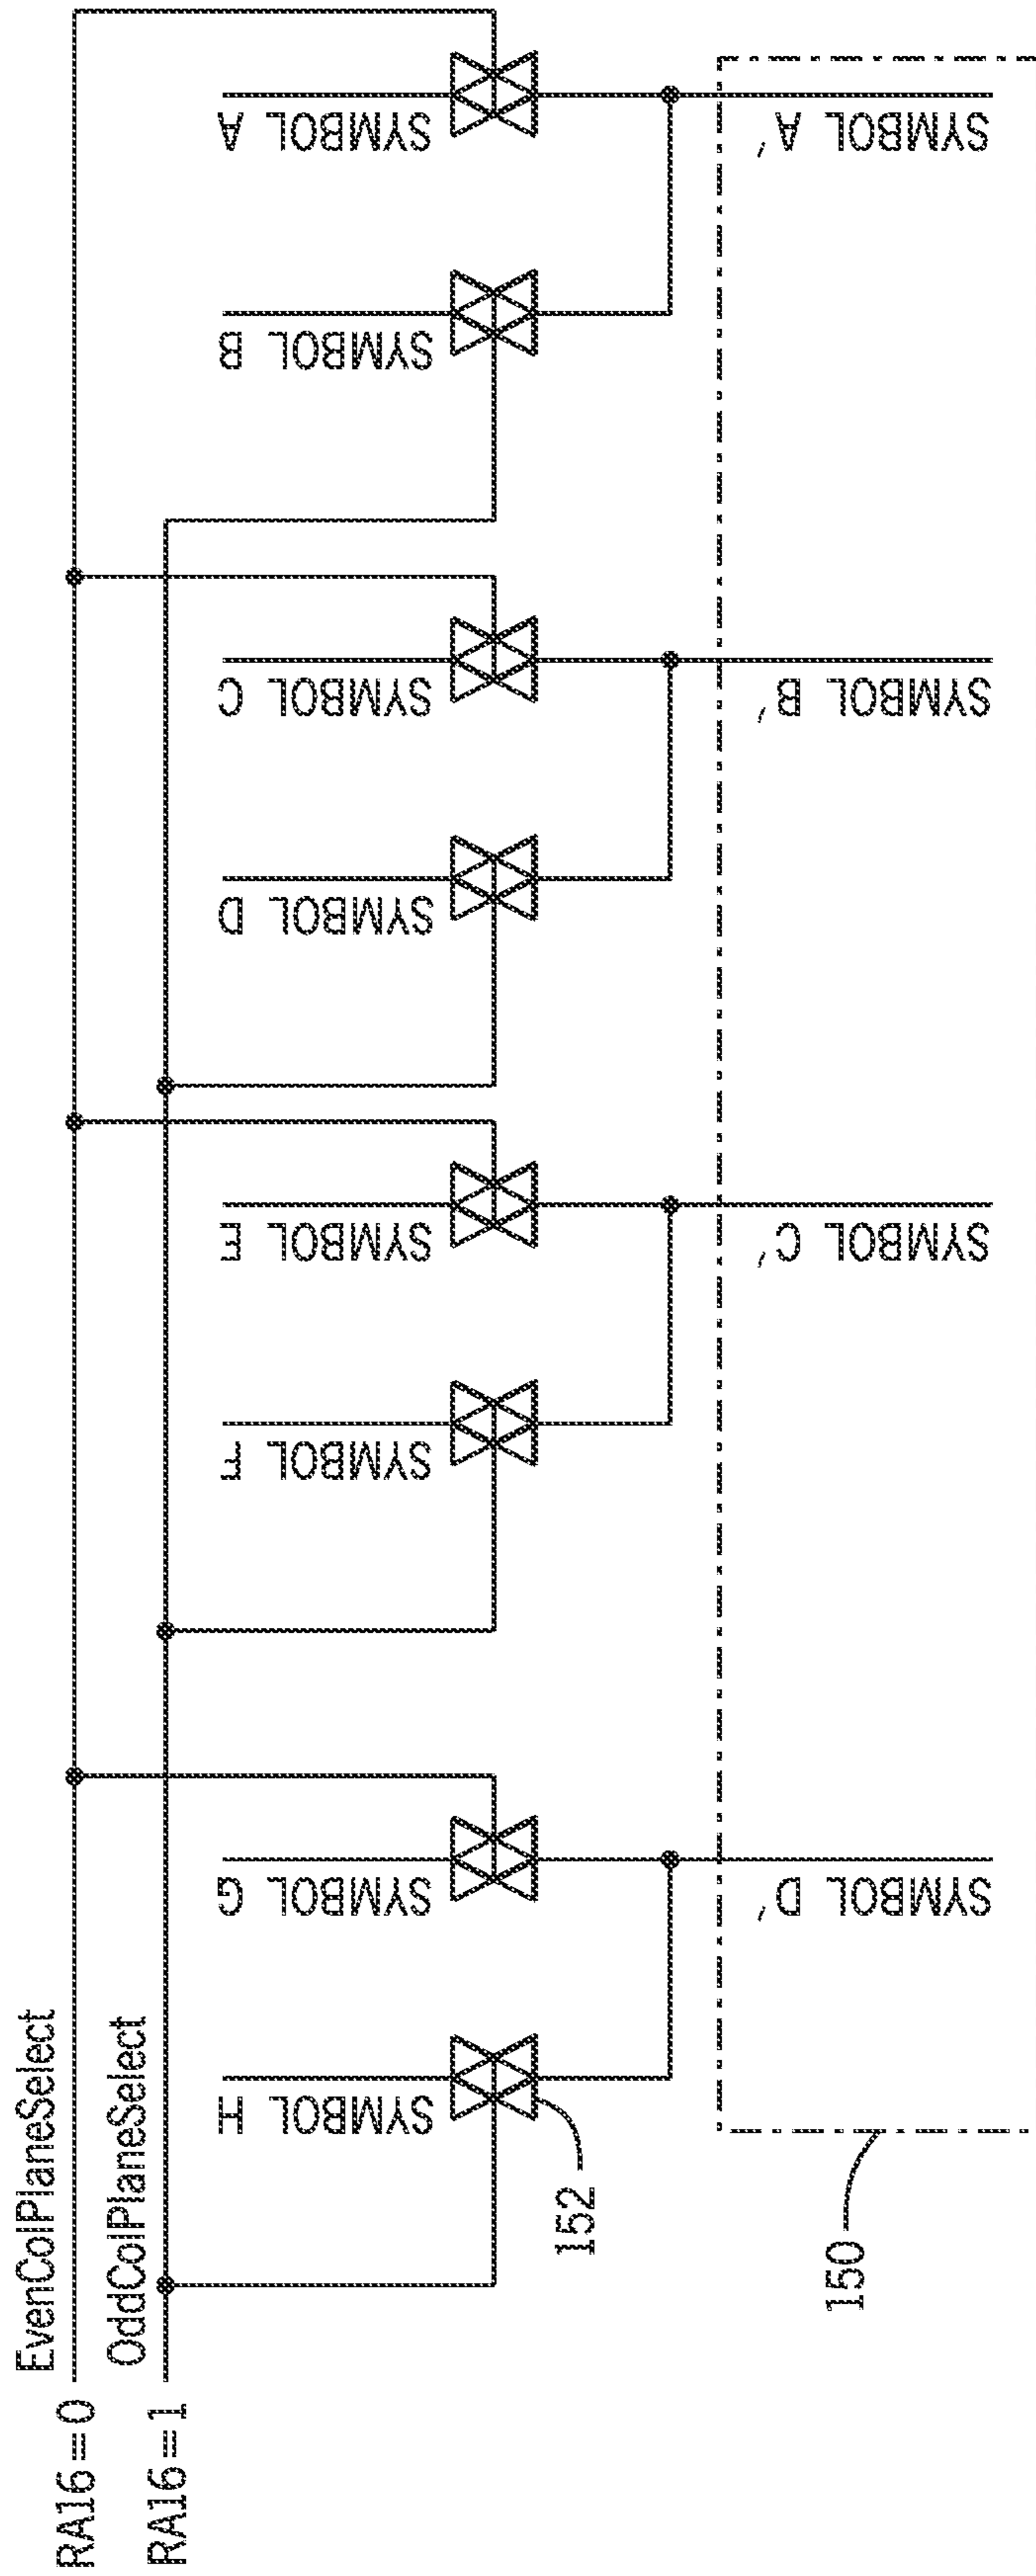 RA16=0 EvenColPlaneSelect
RA16=1 OddColPlaneSelect
SYMBOL H
SYMBOL G
SYMBOL F
SYMBOL E
SYMBOL D
SYMBOL C
SYMBOL B
SYMBOL A
152
SYMBOL D'
SYMBOL C'
SYMBOL B'
SYMBOL A'
150